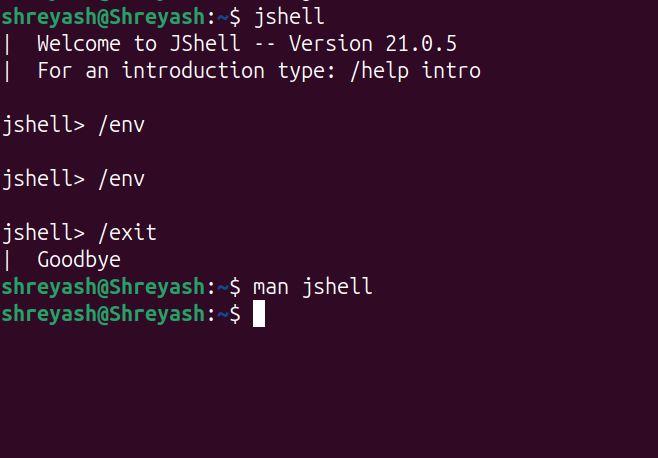 shreyash@Shreyash:~$ jshell
|  Welcome to JShell -- Version 21.0.5
|  For an introduction type: /help intro

jshell> /env

jshell> /env

jshell> /exit
|  Goodbye
shreyash@Shreyash:~$ man jshell
shreyash@Shreyash:~$